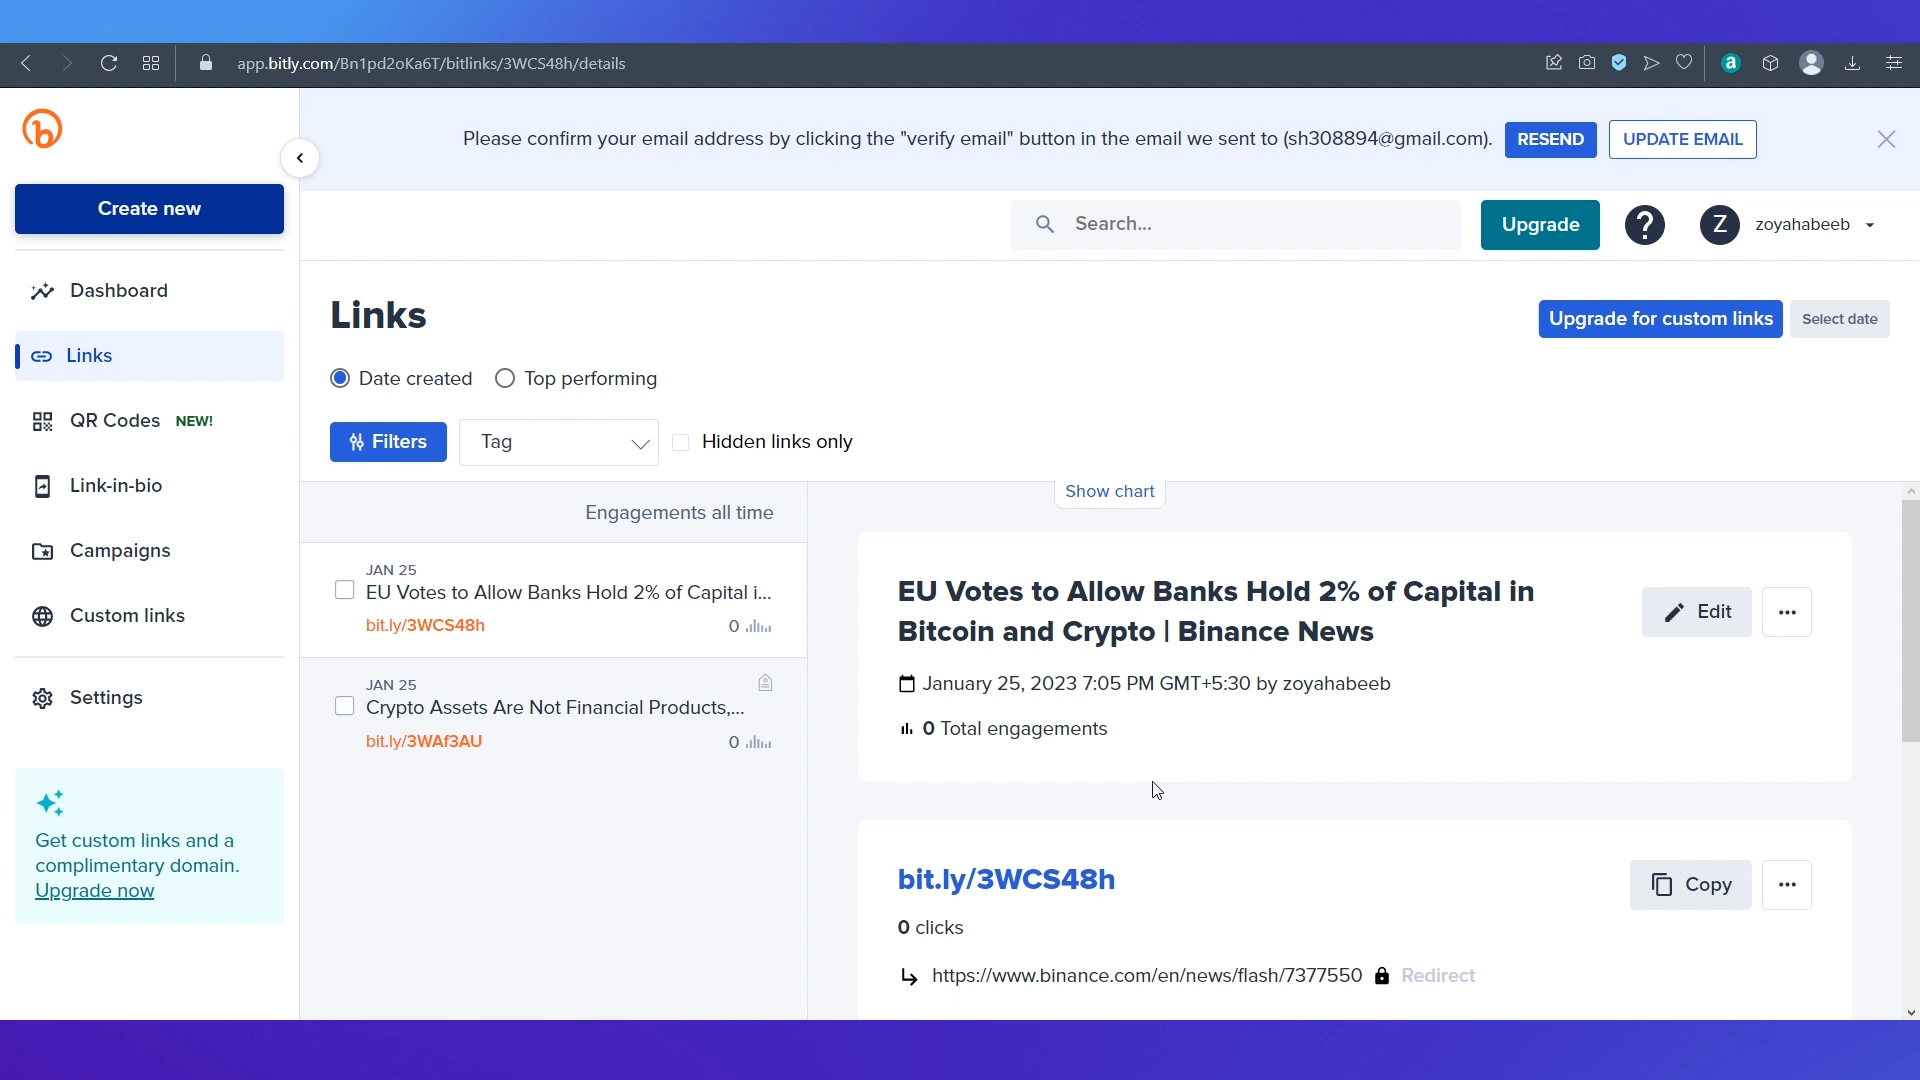 app.bitly.com/Bn1pd2oKa6T/bitlinks/3WCS48h/details
a
b
Please confirm your email address by clicking the "verify email" button in the email we sent to (sh308894@gmail.com).
RESEND
UPDATE EMAIL
Create new
Search...
Upgrade
?
Z
zoyahabeeb
Dashboard
Links
QR Codes NEW!
Link-in-bio
Campaigns
Custom links
Settings
Get custom links and a
complimentary domain.
Upgrade now
Links
Upgrade for custom links
Select date
Date created
Top performing
Filters
Tag
Hidden links only
Engagements all time
JAN 25
EU Votes to Allow Banks Hold 2% of Capital i...
bit.ly/3WCS48h
0
JAN 25
Crypto Assets Are Not Financial Products,...
bit.ly/3WAf3AU
0
Show chart
EU Votes to Allow Banks Hold 2% of Capital in
Bitcoin and Crypto | Binance News
Edit
January 25, 2023 7:05 PM GMT+5:30 by zoyahabeeb
0 Total engagements
bit.ly/3WCS48h
Copy
0 clicks
https://www.binance.com/en/news/flash/7377550 Redirect